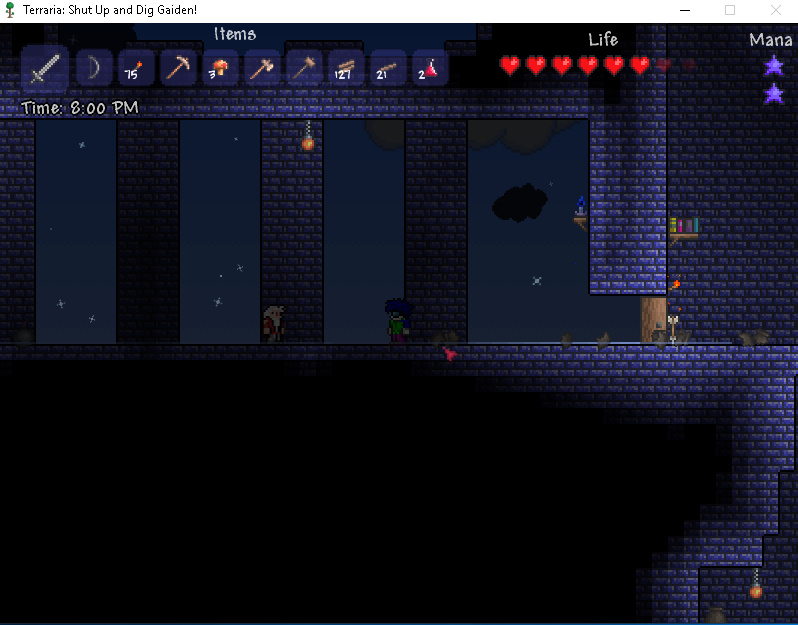 Terraria: Shut Up and Dig Gaiden!
Items
Life
Mana
75
3
127
21
2
Time: 8:00 PM